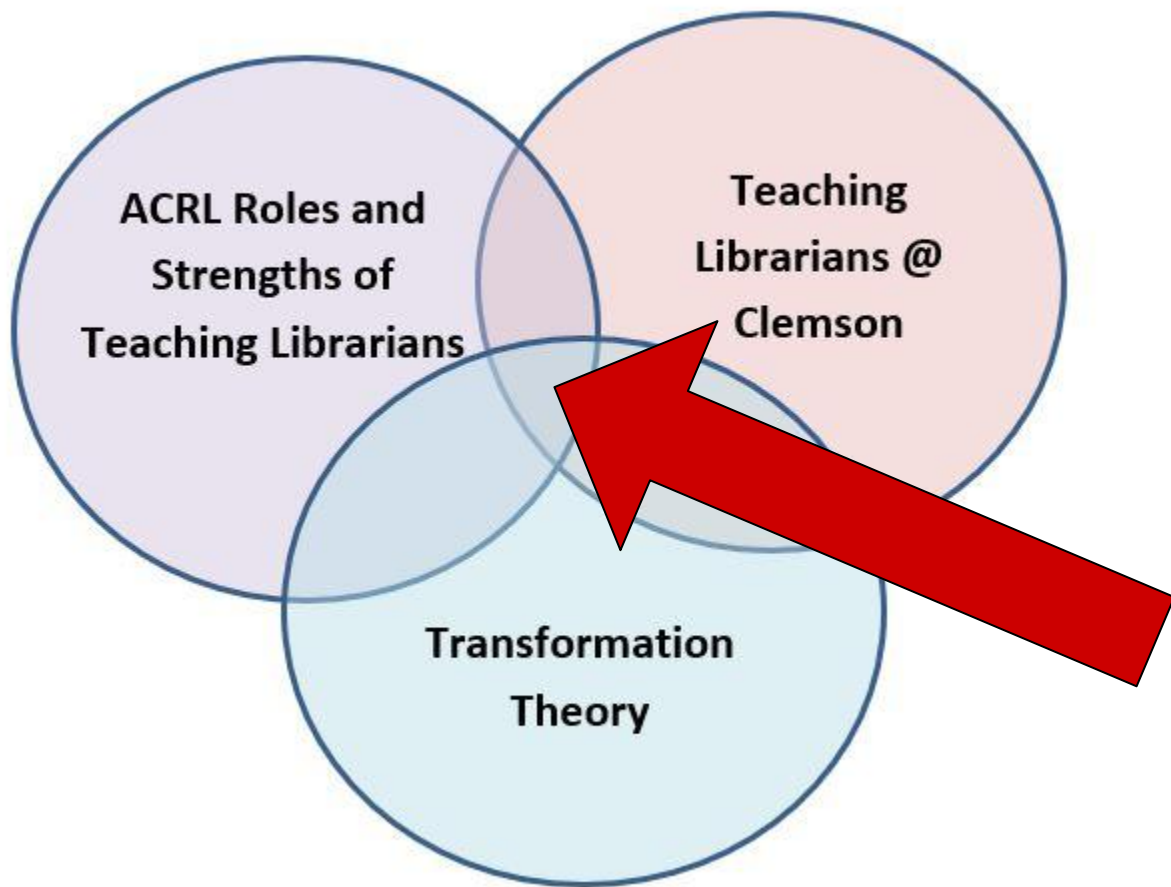 ACRL Roles and
Strengths of
Teaching Librarians
Teaching
Librarians @
Clemson
Transformation
Theory